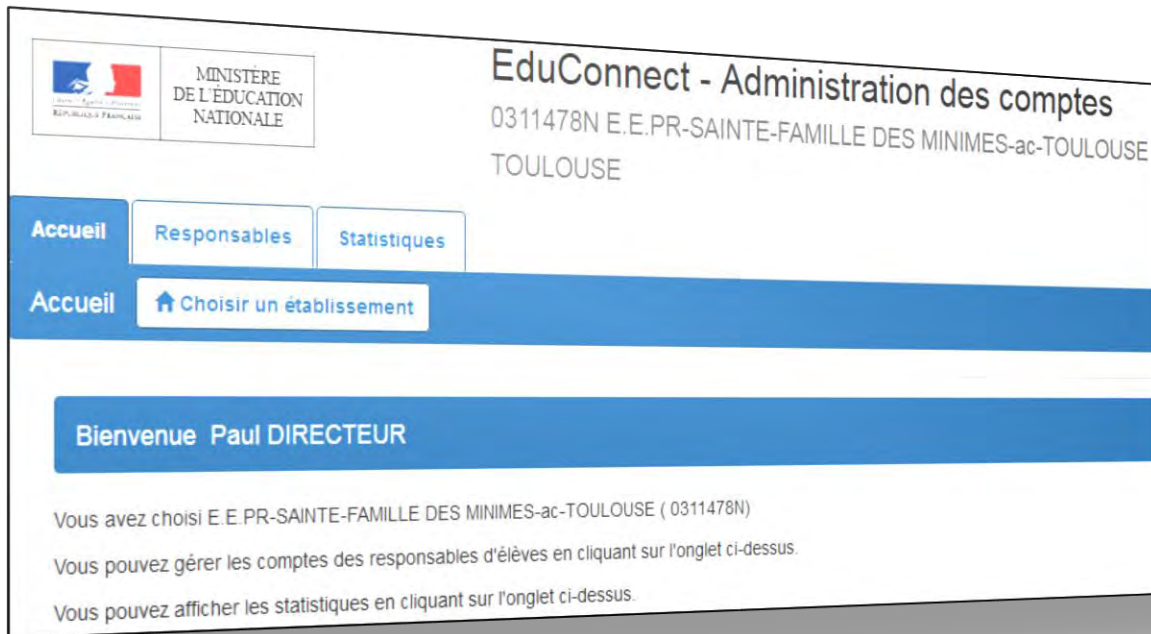 MINISTÈRE
DE L'ÉDUCATION
NATIONALE
RÉPUBLIQUE FRANÇAISE
EduConnect - Administration des comptes
0311478N E.E.PR-SAINTE-FAMILLE DES MINIMES-ac-TOULOUSE
TOULOUSE
Accueil
Responsables
Statistiques
Accueil
Choisir un établissement
Bienvenue Paul DIRECTEUR
Vous avez choisi E.E.PR-SAINTE-FAMILLE DES MINIMES-ac-TOULOUSE ( 0311478N)
Vous pouvez gérer les comptes des responsables d'élèves en cliquant sur l'onglet ci-dessus.
Vous pouvez afficher les statistiques en cliquant sur l'onglet ci-dessus.